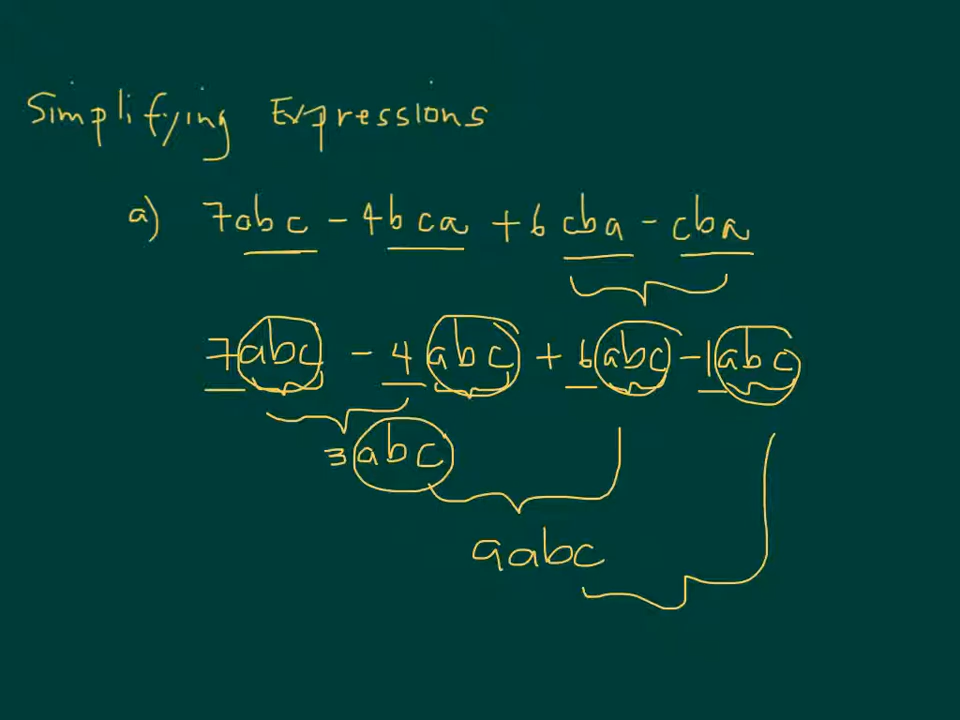 Simplifying Expressions
a) 7abc - 4bca + 6cba - cba
7abc - 4abc + 6abc - 1abc
3abc
9abc